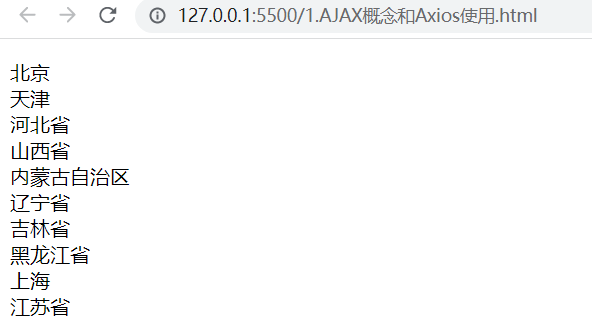 127.0.0.1:5500/1.AJAX概念和Axios使用.html
北京
天津
河北省
山西省
内蒙古自治区
辽宁省
吉林省
黑龙江省
上海
江苏省